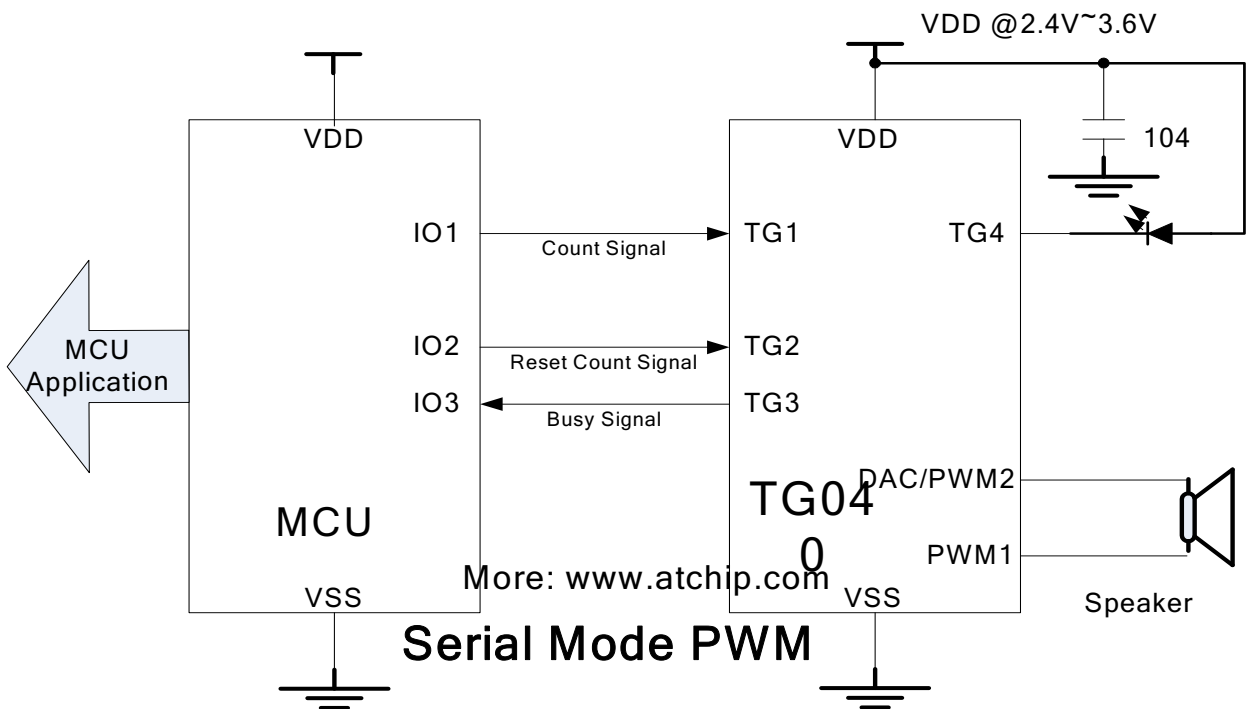 VDD @2.4V~3.6V
VDD
VDD
104
IO1
Count Signal
TG1
TG4
MCU
Application
IO2
Reset Count Signal
TG2
IO3
Busy Signal
TG3
DAC/PWM2
MCU
TG04
0
PWM1
More: www.atchip.com
VSS
VSS
Speaker
Serial Mode PWM